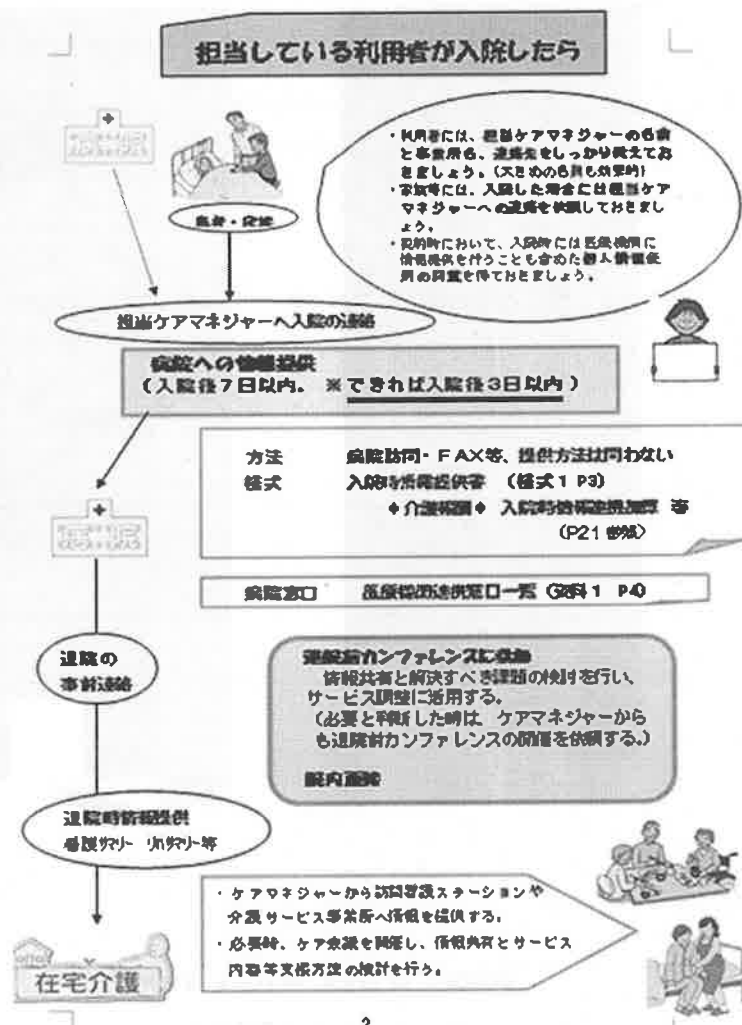 担当している利用者が入院したら
・利用者には、担当ケアマネジャーの名前
と事業所名、連絡先をしっかり伝えてお
きましょう。
・家族等には、入院した場合には担当ケア
マネジャーへの連絡を依頼しておきまし
ょう。
・契約時において、入院時には医療機関に
情報提供を行うことも含めた個人情報使
用の同意を得ておきましょう。
患者・家族
担当ケアマネジャーへ入院の連絡
病院への情報提供
(入院後7日以内。 ※できれば入院後3日以内)
方法 病院訪問・FAX等、提供方法は問わない
様式 入院時情報提供書 (様式1 P3)
◆介護報酬◆ 入院時情報連携加算 等
(P21 参照)
病院窓口 医療機関連携窓口一覧 (資料1 P4)
退院の
事前連絡
退院前カンファレンスに参加
情報共有と解決すべき課題の検討を行い、
サービス調整に活用する。
(必要と判断した時は、ケアマネジャーから
も退院前カンファレンスの開催を依頼する。)
院内面接
退院時情報提供
看護サマリー リハサマリー等
・ケアマネジャーから訪問看護ステーションや
介護サービス事業所へ情報を提供する。
・必要時、ケア会議を開催し、情報共有とサービス
内容等支援方法の検討を行う。
在宅介護
2